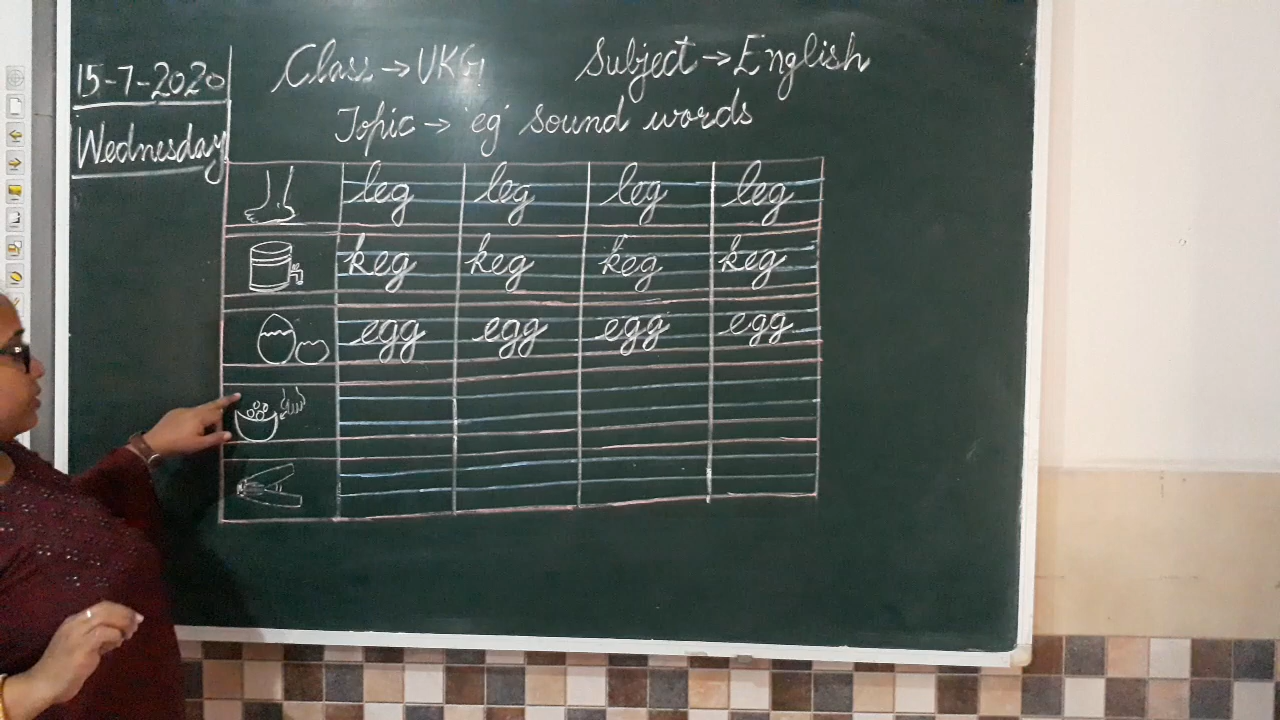 15-7-2020
Wednesday
Class → UKG
Subject → English
Topic → 'eg' sound words
leg leg leg leg
keg keg keg keg
egg egg egg egg